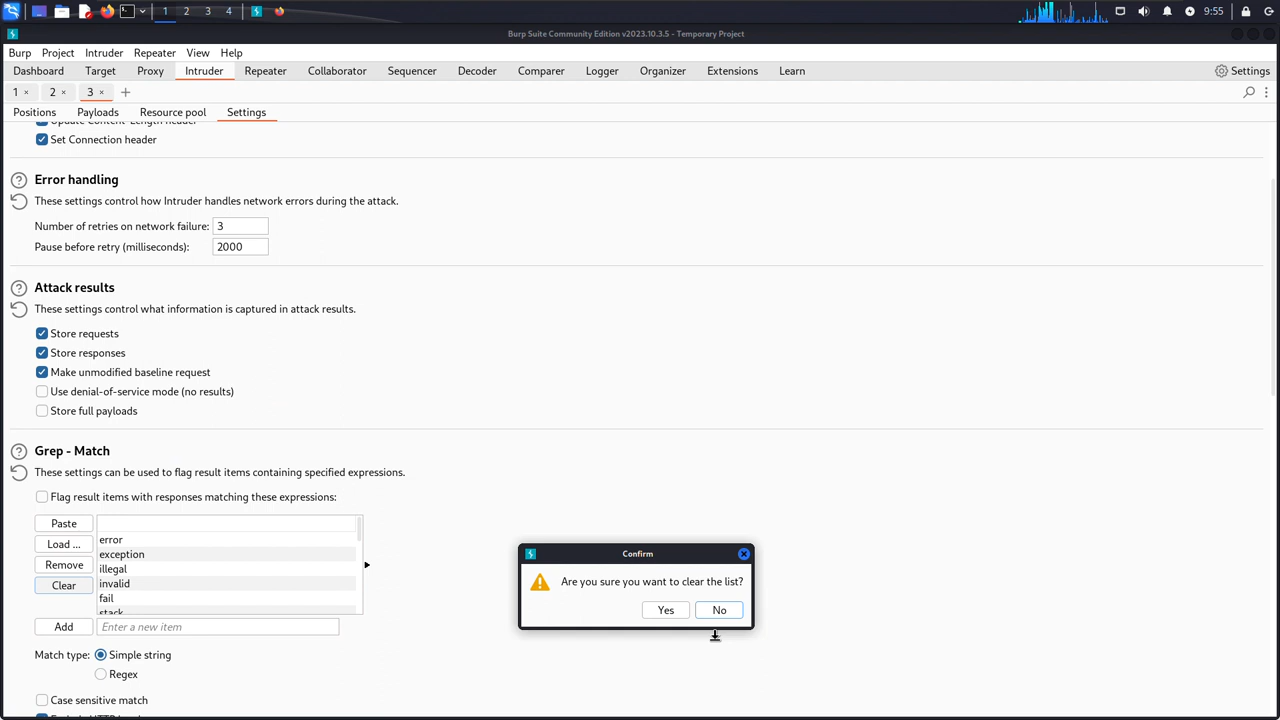 1 2 3 4 9:55
Burp Suite Community Edition v2023.10.3.5 - Temporary Project
Burp Project Intruder Repeater View Help
Dashboard Target Proxy Intruder Repeater Collaborator Sequencer Decoder Comparer Logger Organizer Extensions Learn Settings
1 × 2 × 3 × +
Positions Payloads Resource pool Settings
Update Content-Length header
Set Connection header
? Error handling
These settings control how Intruder handles network errors during the attack.
Number of retries on network failure: 3
Pause before retry (milliseconds): 2000
? Attack results
These settings control what information is captured in attack results.
Store requests
Store responses
Make unmodified baseline request
Use denial-of-service mode (no results)
Store full payloads
? Grep - Match
These settings can be used to flag result items containing specified expressions.
Flag result items with responses matching these expressions:
Paste
error
Load ...
exception
Remove
illegal
Clear
invalid
fail
stack
Add Enter a new item
Match type: Simple string
Regex
Case sensitive match
Confirm
Are you sure you want to clear the list?
Yes No